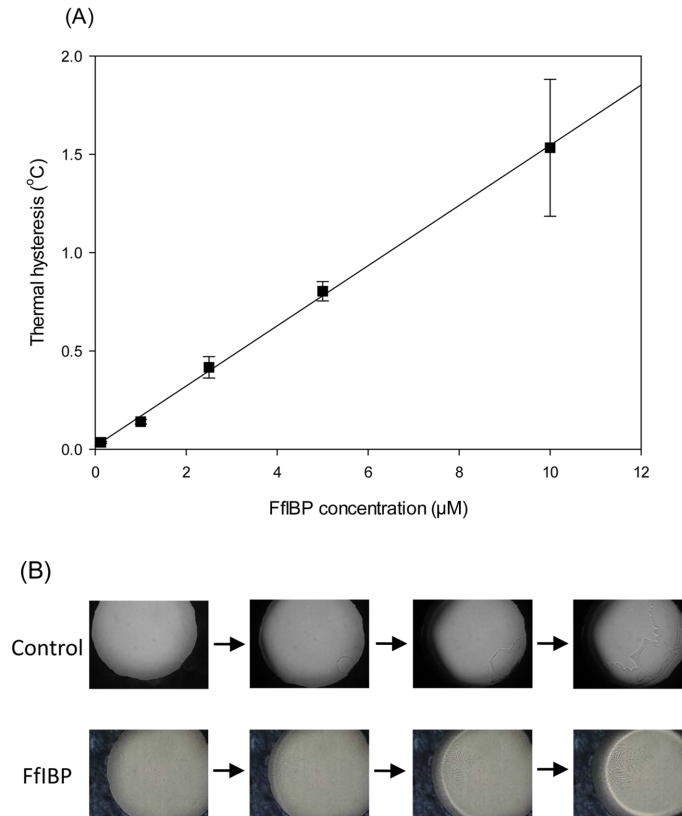 (A)
2.0
1.5
1.0
0.5
0.0
Thermal hysteresis (°C)
0 2 4 6 8 10 12
FfIBP concentration (µM)
(B)
Control
FfIBP